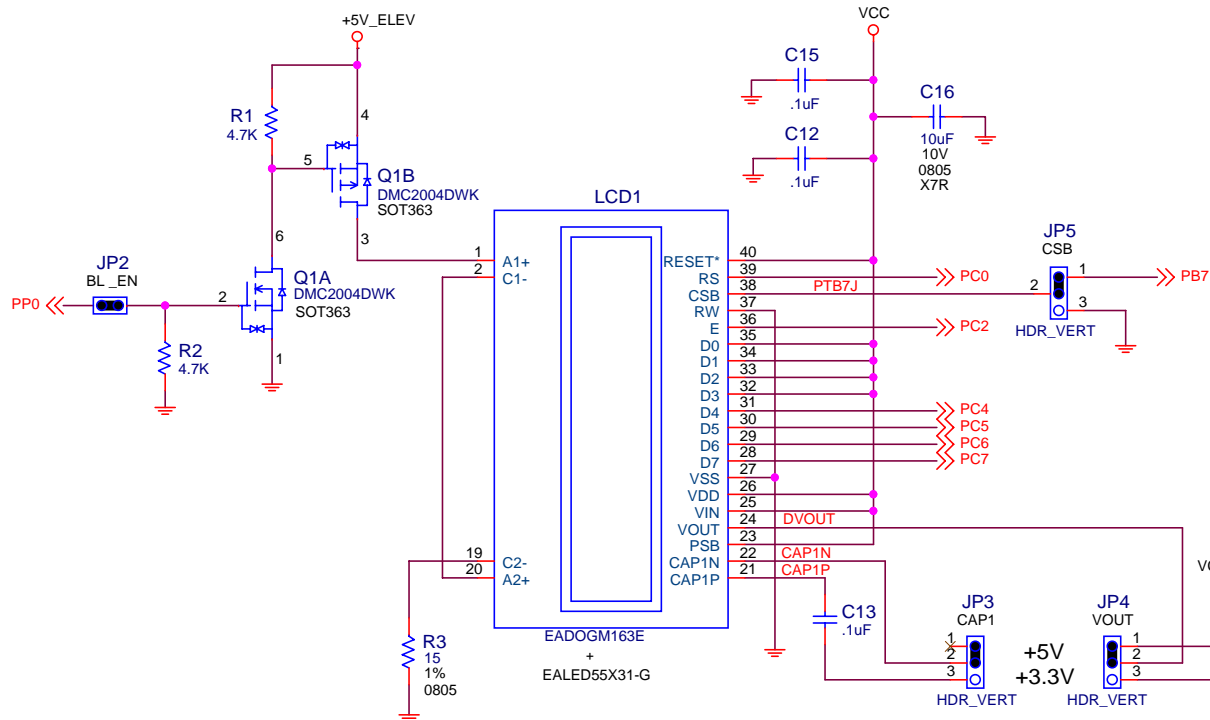 +5V_ELEV
VCC
C15
.1uF
C16
10uF
10V
0805
X7R
C12
.1uF
R1
4.7K
4
5
Q1B
DMC2004DWK
SOT363
3
6
JP2
BL _EN
PP0
2
Q1A
DMC2004DWK
SOT363
1
R2
4.7K
LCD1
1
A1+
2
C1-
19
C2-
20
A2+
RESET*
40
RS
39
PC0
CSB
38
PTB7J
RW
37
E
36
PC2
D0
35
D1
34
D2
33
D3
32
D4
31
PC4
D5
30
PC5
D6
29
PC6
D7
28
PC7
VSS
27
VDD
26
VIN
25
VOUT
24
DVOUT
PSB
23
CAP1N
22
CAP1N
CAP1P
21
CAP1P
JP5
CSB
1
2
3
PB7
HDR_VERT
C13
.1uF
R3
15
1%
0805
EADOGM163E
+
EALED55X31-G
JP3
CAP1
1
2
3
HDR_VERT
+5V
+3.3V
JP4
VOUT
1
2
3
HDR_VERT